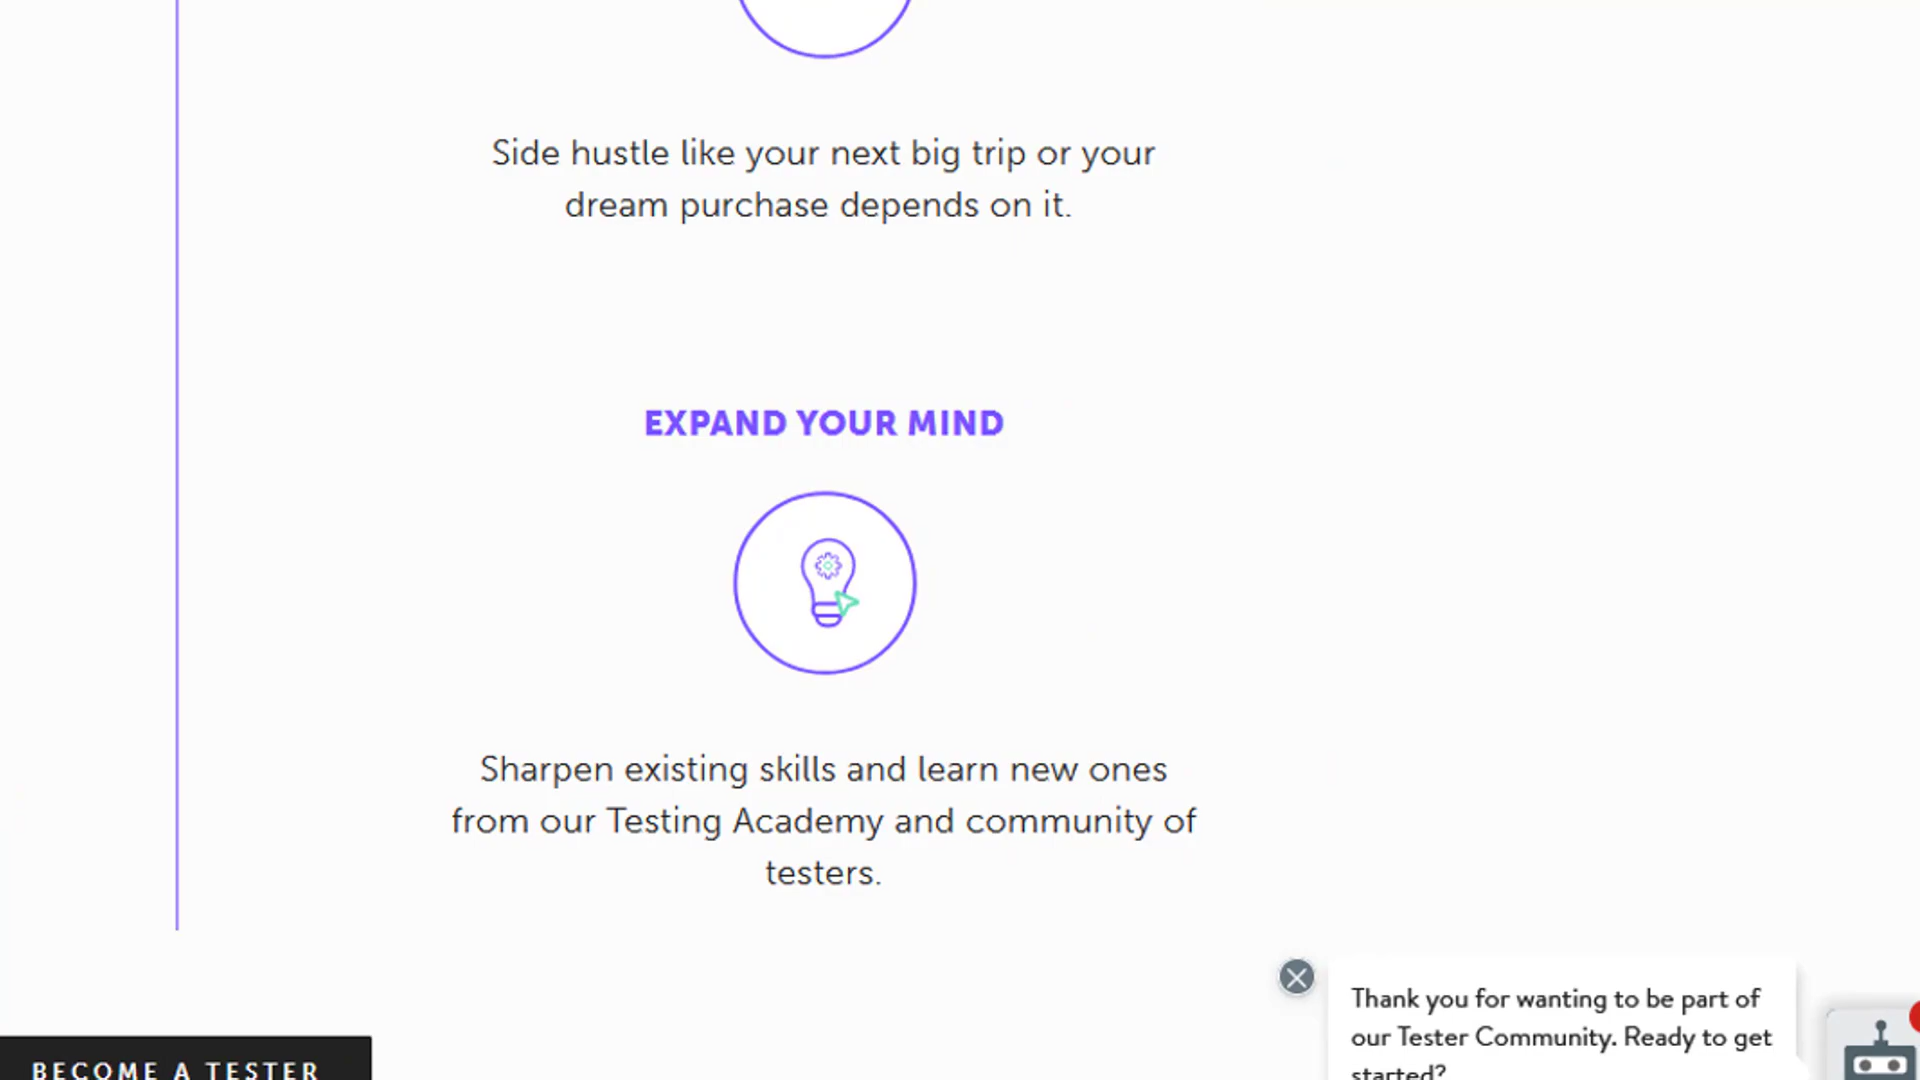 Side hustle like your next big trip or your
dream purchase depends on it.
EXPAND YOUR MIND
Sharpen existing skills and learn new ones
from our Testing Academy and community of
testers.
Thank you for wanting to be part of
our Tester Community. Ready to get
started?
BECOME A TESTER